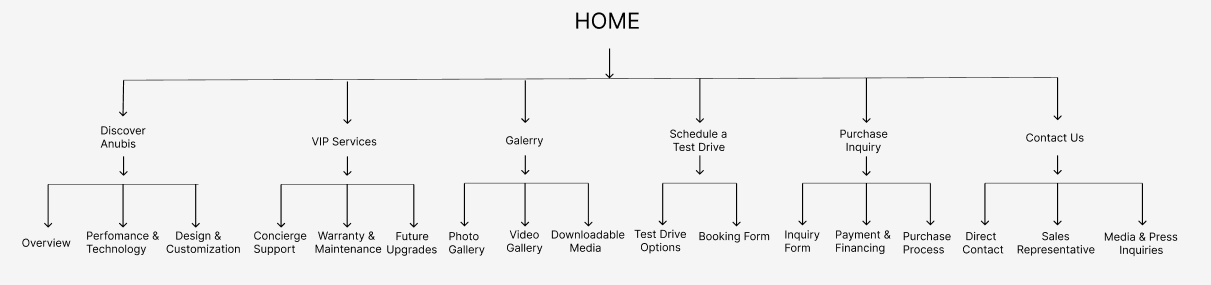 HOME
Discover
Anubis
VIP Services
Galerry
Schedule a
Test Drive
Purchase
Inquiry
Contact Us
Overview
Perfomance &
Technology
Design &
Customization
Concierge
Support
Warranty &
Maintenance
Future
Upgrades
Photo
Gallery
Video
Gallery
Downloadable
Media
Test Drive
Options
Booking Form
Inquiry
Form
Payment &
Financing
Purchase
Process
Direct
Contact
Sales
Representative
Media & Press
Inquiries